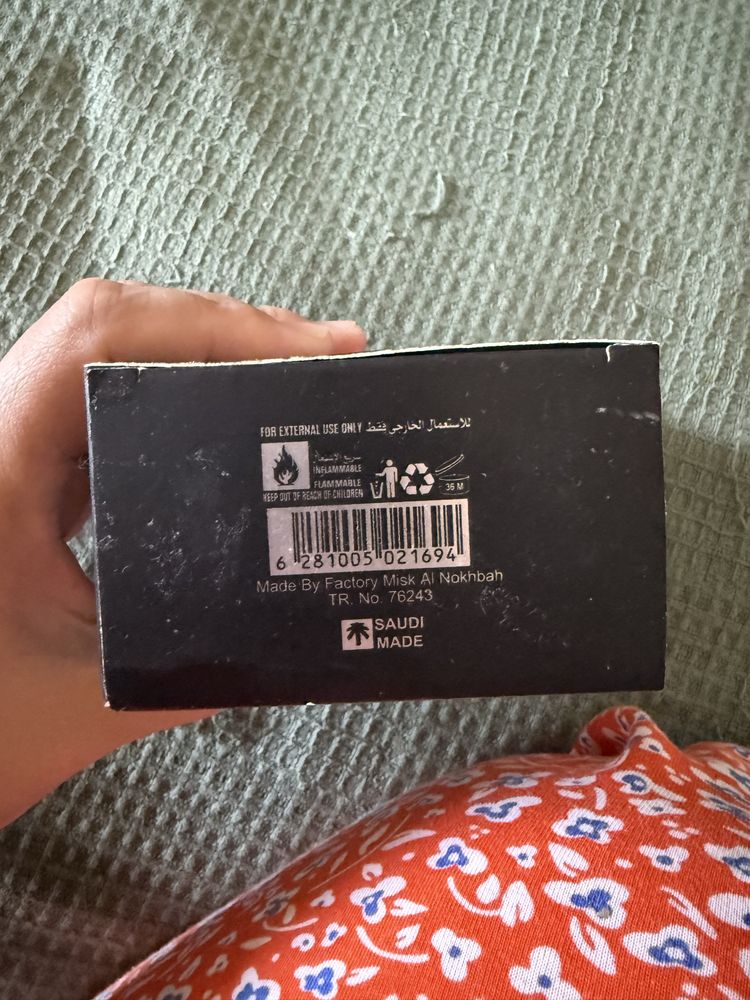 FOR EXTERNAL USE ONLY للاستعمال الخارجي فقط
سريع الاشتعال
INFLAMMABLE
FLAMMABLE
KEEP OUT OF REACH OF CHILDREN
36 M
6 281005 021694
Made By Factory Misk Al Nokhbah
TR. No. 76243
SAUDI
MADE